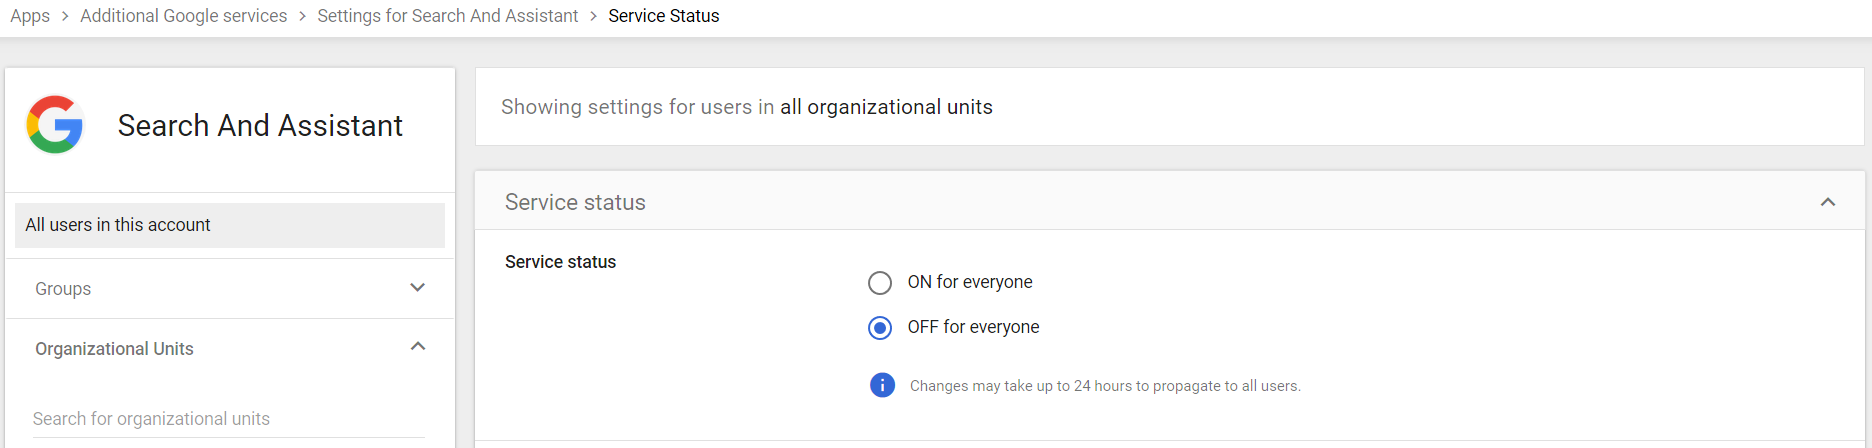 Apps > Additional Google services > Settings for Search And Assistant > Service Status
Search And Assistant
All users in this account
Groups
Organizational Units
Search for organizational units
Showing settings for users in all organizational units
Service status
Service status
ON for everyone
OFF for everyone
Changes may take up to 24 hours to propagate to all users.